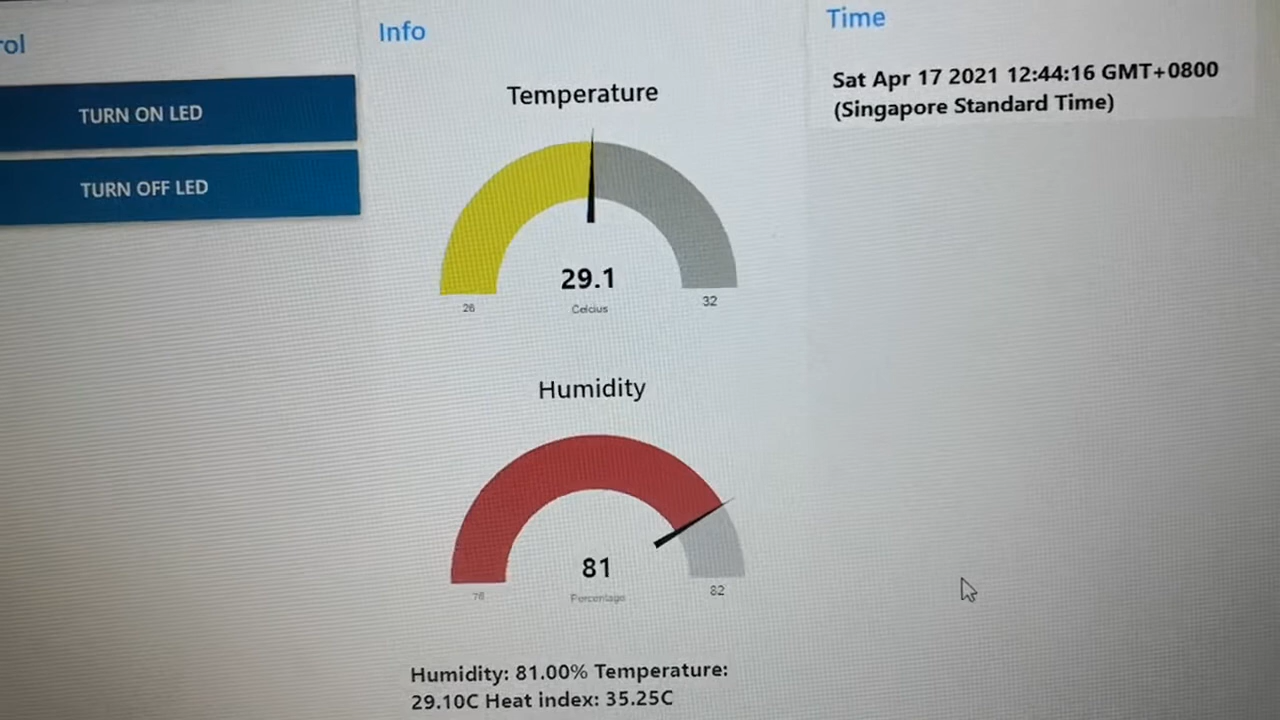 rol
TURN ON LED
TURN OFF LED
Info
Temperature
29.1
Celcius
26
32
Humidity
81
Percentage
76
82
Humidity: 81.00% Temperature:
29.10C Heat index: 35.25C
Time
Sat Apr 17 2021 12:44:16 GMT+0800
(Singapore Standard Time)